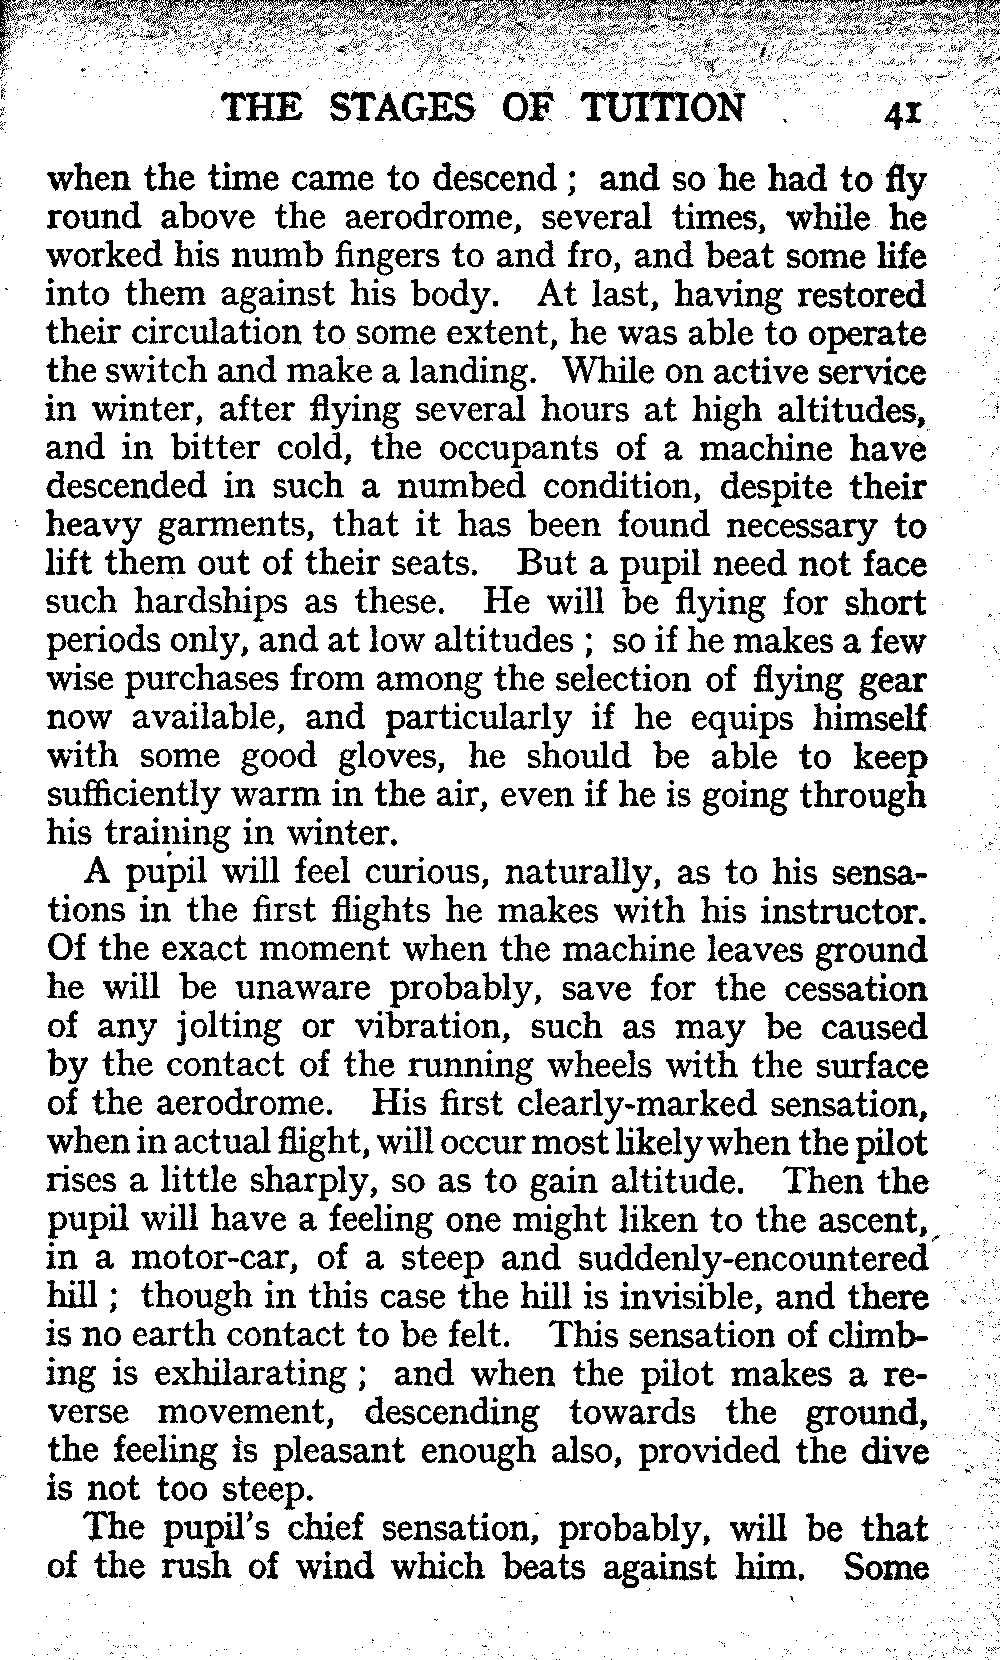 THE STAGES OF TUITION 41
when the time came to descend ; and so he had to fly
round above the aerodrome, several times, while he
worked his numb fingers to and fro, and beat some life
into them against his body. At last, having restored
their circulation to some extent, he was able to operate
the switch and make a landing. While on active service
in winter, after flying several hours at high altitudes,
and in bitter cold, the occupants of a machine have
descended in such a numbed condition, despite their
heavy garments, that it has been found necessary to
lift them out of their seats. But a pupil need not face
such hardships as these. He will be flying for short
periods only, and at low altitudes ; so if he makes a few
wise purchases from among the selection of flying gear
now available, and particularly if he equips himself
with some good gloves, he should be able to keep
sufficiently warm in the air, even if he is going through
his training in winter.
A pupil will feel curious, naturally, as to his sensa-
tions in the first flights he makes with his instructor.
Of the exact moment when the machine leaves ground
he will be unaware probably, save for the cessation
of any jolting or vibration, such as may be caused
by the contact of the running wheels with the surface
of the aerodrome. His first clearly-marked sensation,
when in actual flight, will occur most likely when the pilot
rises a little sharply, so as to gain altitude. Then the
pupil will have a feeling one might liken to the ascent,
in a motor-car, of a steep and suddenly-encountered
hill ; though in this case the hill is invisible, and there
is no earth contact to be felt. This sensation of climb-
ing is exhilarating ; and when the pilot makes a re-
verse movement, descending towards the ground,
the feeling is pleasant enough also, provided the dive
is not too steep.
The pupil's chief sensation, probably, will be that
of the rush of wind which beats against him. Some